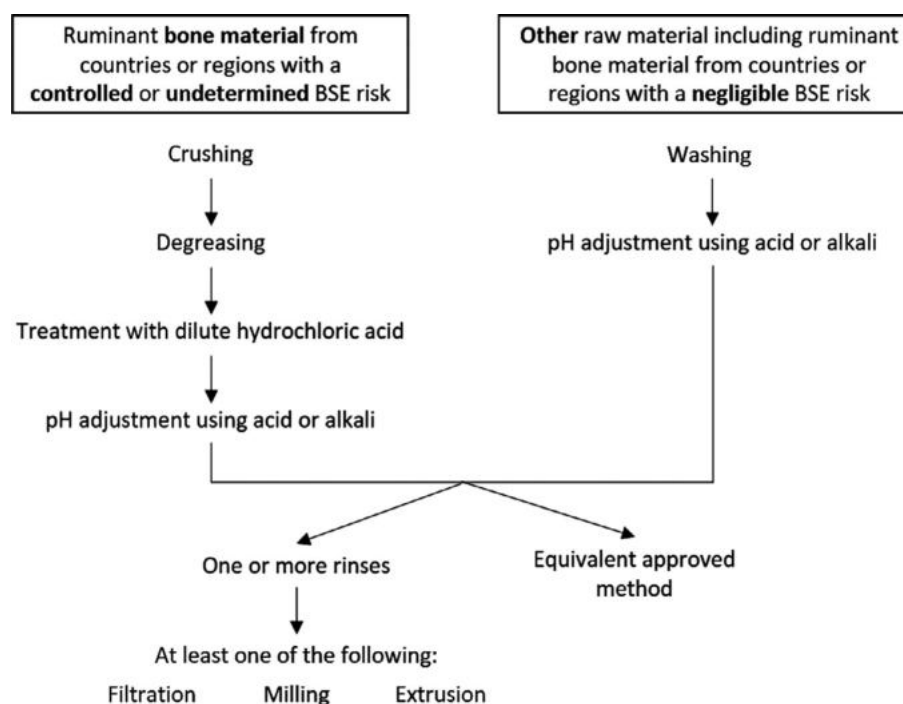 Ruminant bone material from
countries or regions with a
controlled or undetermined BSE risk
Other raw material including ruminant
bone material from countries or
regions with a negligible BSE risk
Crushing
Washing
Degreasing
pH adjustment using acid or alkali
Treatment with dilute hydrochloric acid
pH adjustment using acid or alkali
One or more rinses
Equivalent approved
method
At least one of the following:
Filtration Milling Extrusion